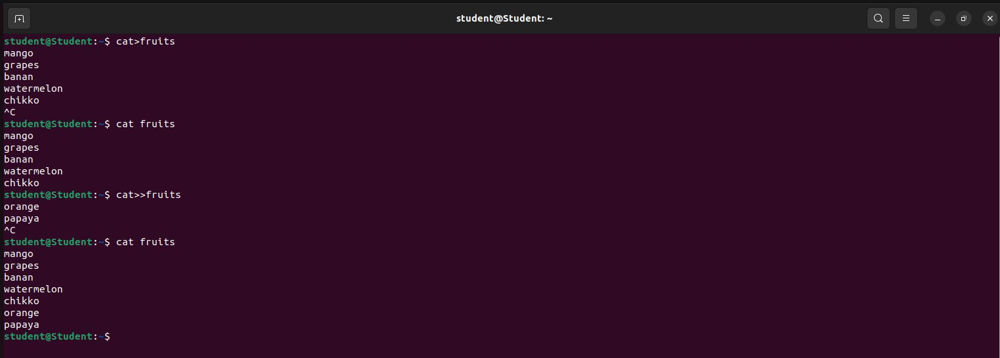 student@Student: ~
student@Student:~$ cat>fruits
mango
grapes
banan
watermelon
chikko
^C
student@Student:~$ cat fruits
mango
grapes
banan
watermelon
chikko
student@Student:~$ cat>>fruits
orange
papaya
^C
student@Student:~$ cat fruits
mango
grapes
banan
watermelon
chikko
orange
papaya
student@Student:~$